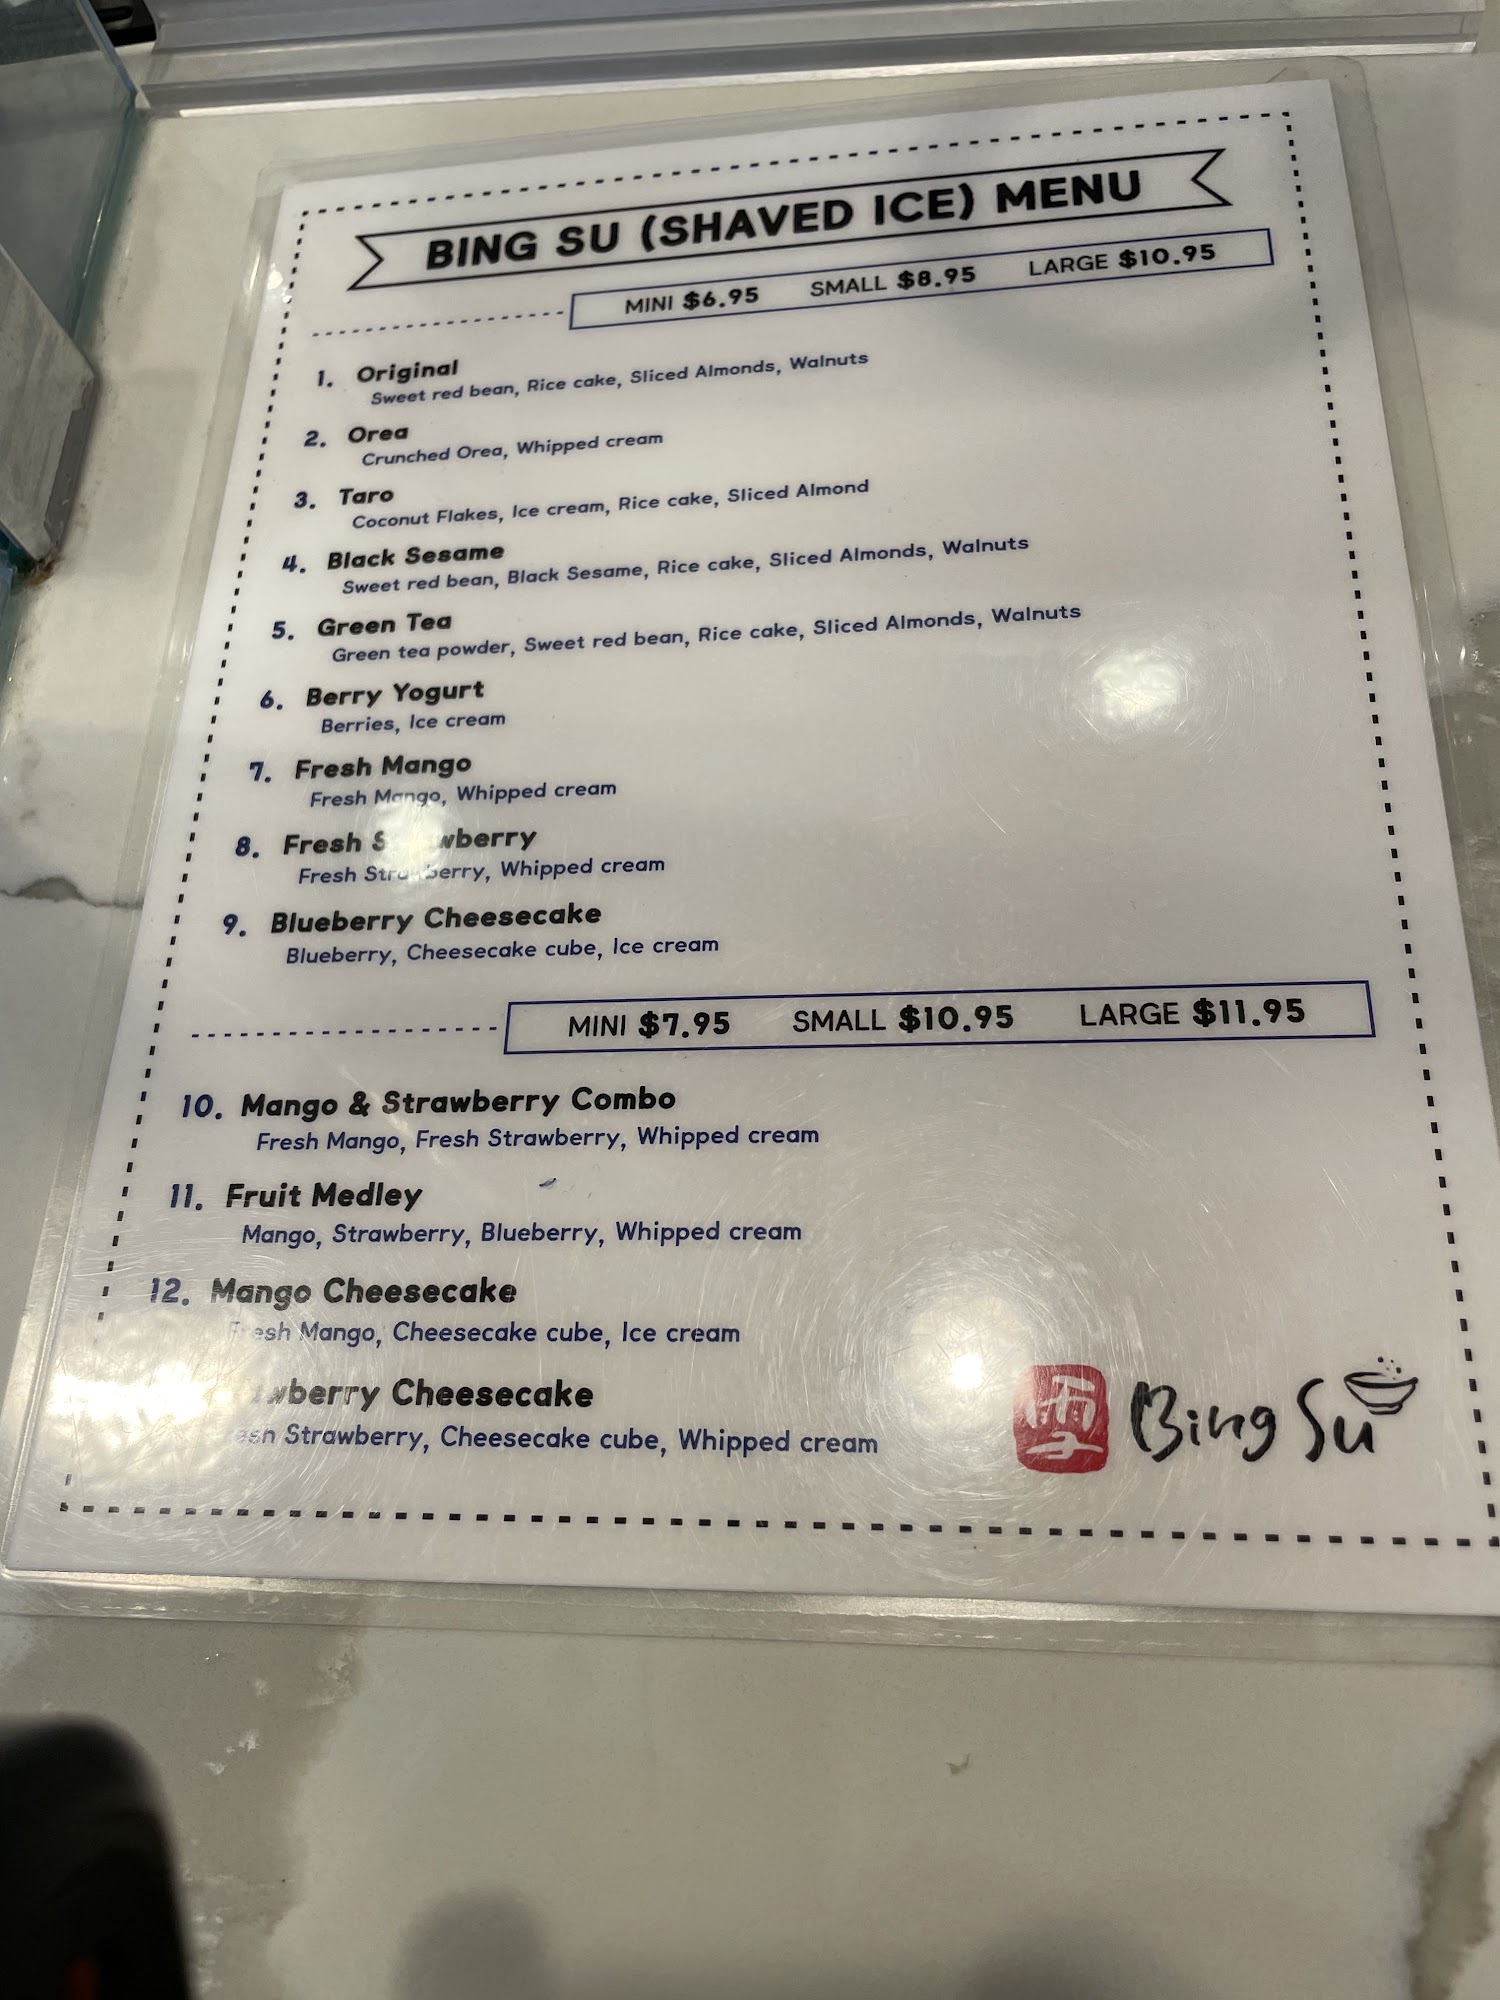 BING SU (SHAVED ICE) MENU
MINI $6.95 SMALL $8.95 LARGE $10.95
1. Original
Sweet red bean, Rice cake, Sliced Almonds, Walnuts
2. Orea
Crunched Orea, Whipped cream
3. Taro
Coconut Flakes, Ice cream, Rice cake, Sliced Almond
4. Black Sesame
Sweet red bean, Black Sesame, Rice cake, Sliced Almonds, Walnuts
5. Green Tea
Green tea powder, Sweet red bean, Rice cake, Sliced Almonds, Walnuts
6. Berry Yogurt
Berries, Ice cream
7. Fresh Mango
Fresh Mango, Whipped cream
8. Fresh Strawberry
Fresh Strawberry, Whipped cream
9. Blueberry Cheesecake
Blueberry, Cheesecake cube, Ice cream
MINI $7.95 SMALL $10.95 LARGE $11.95
10. Mango & Strawberry Combo
Fresh Mango, Fresh Strawberry, Whipped cream
11. Fruit Medley
Mango, Strawberry, Blueberry, Whipped cream
12. Mango Cheesecake
Fresh Mango, Cheesecake cube, Ice cream
Cheesecake
Strawberry, Cheesecake cube, Whipped cream
雪 Bing Su